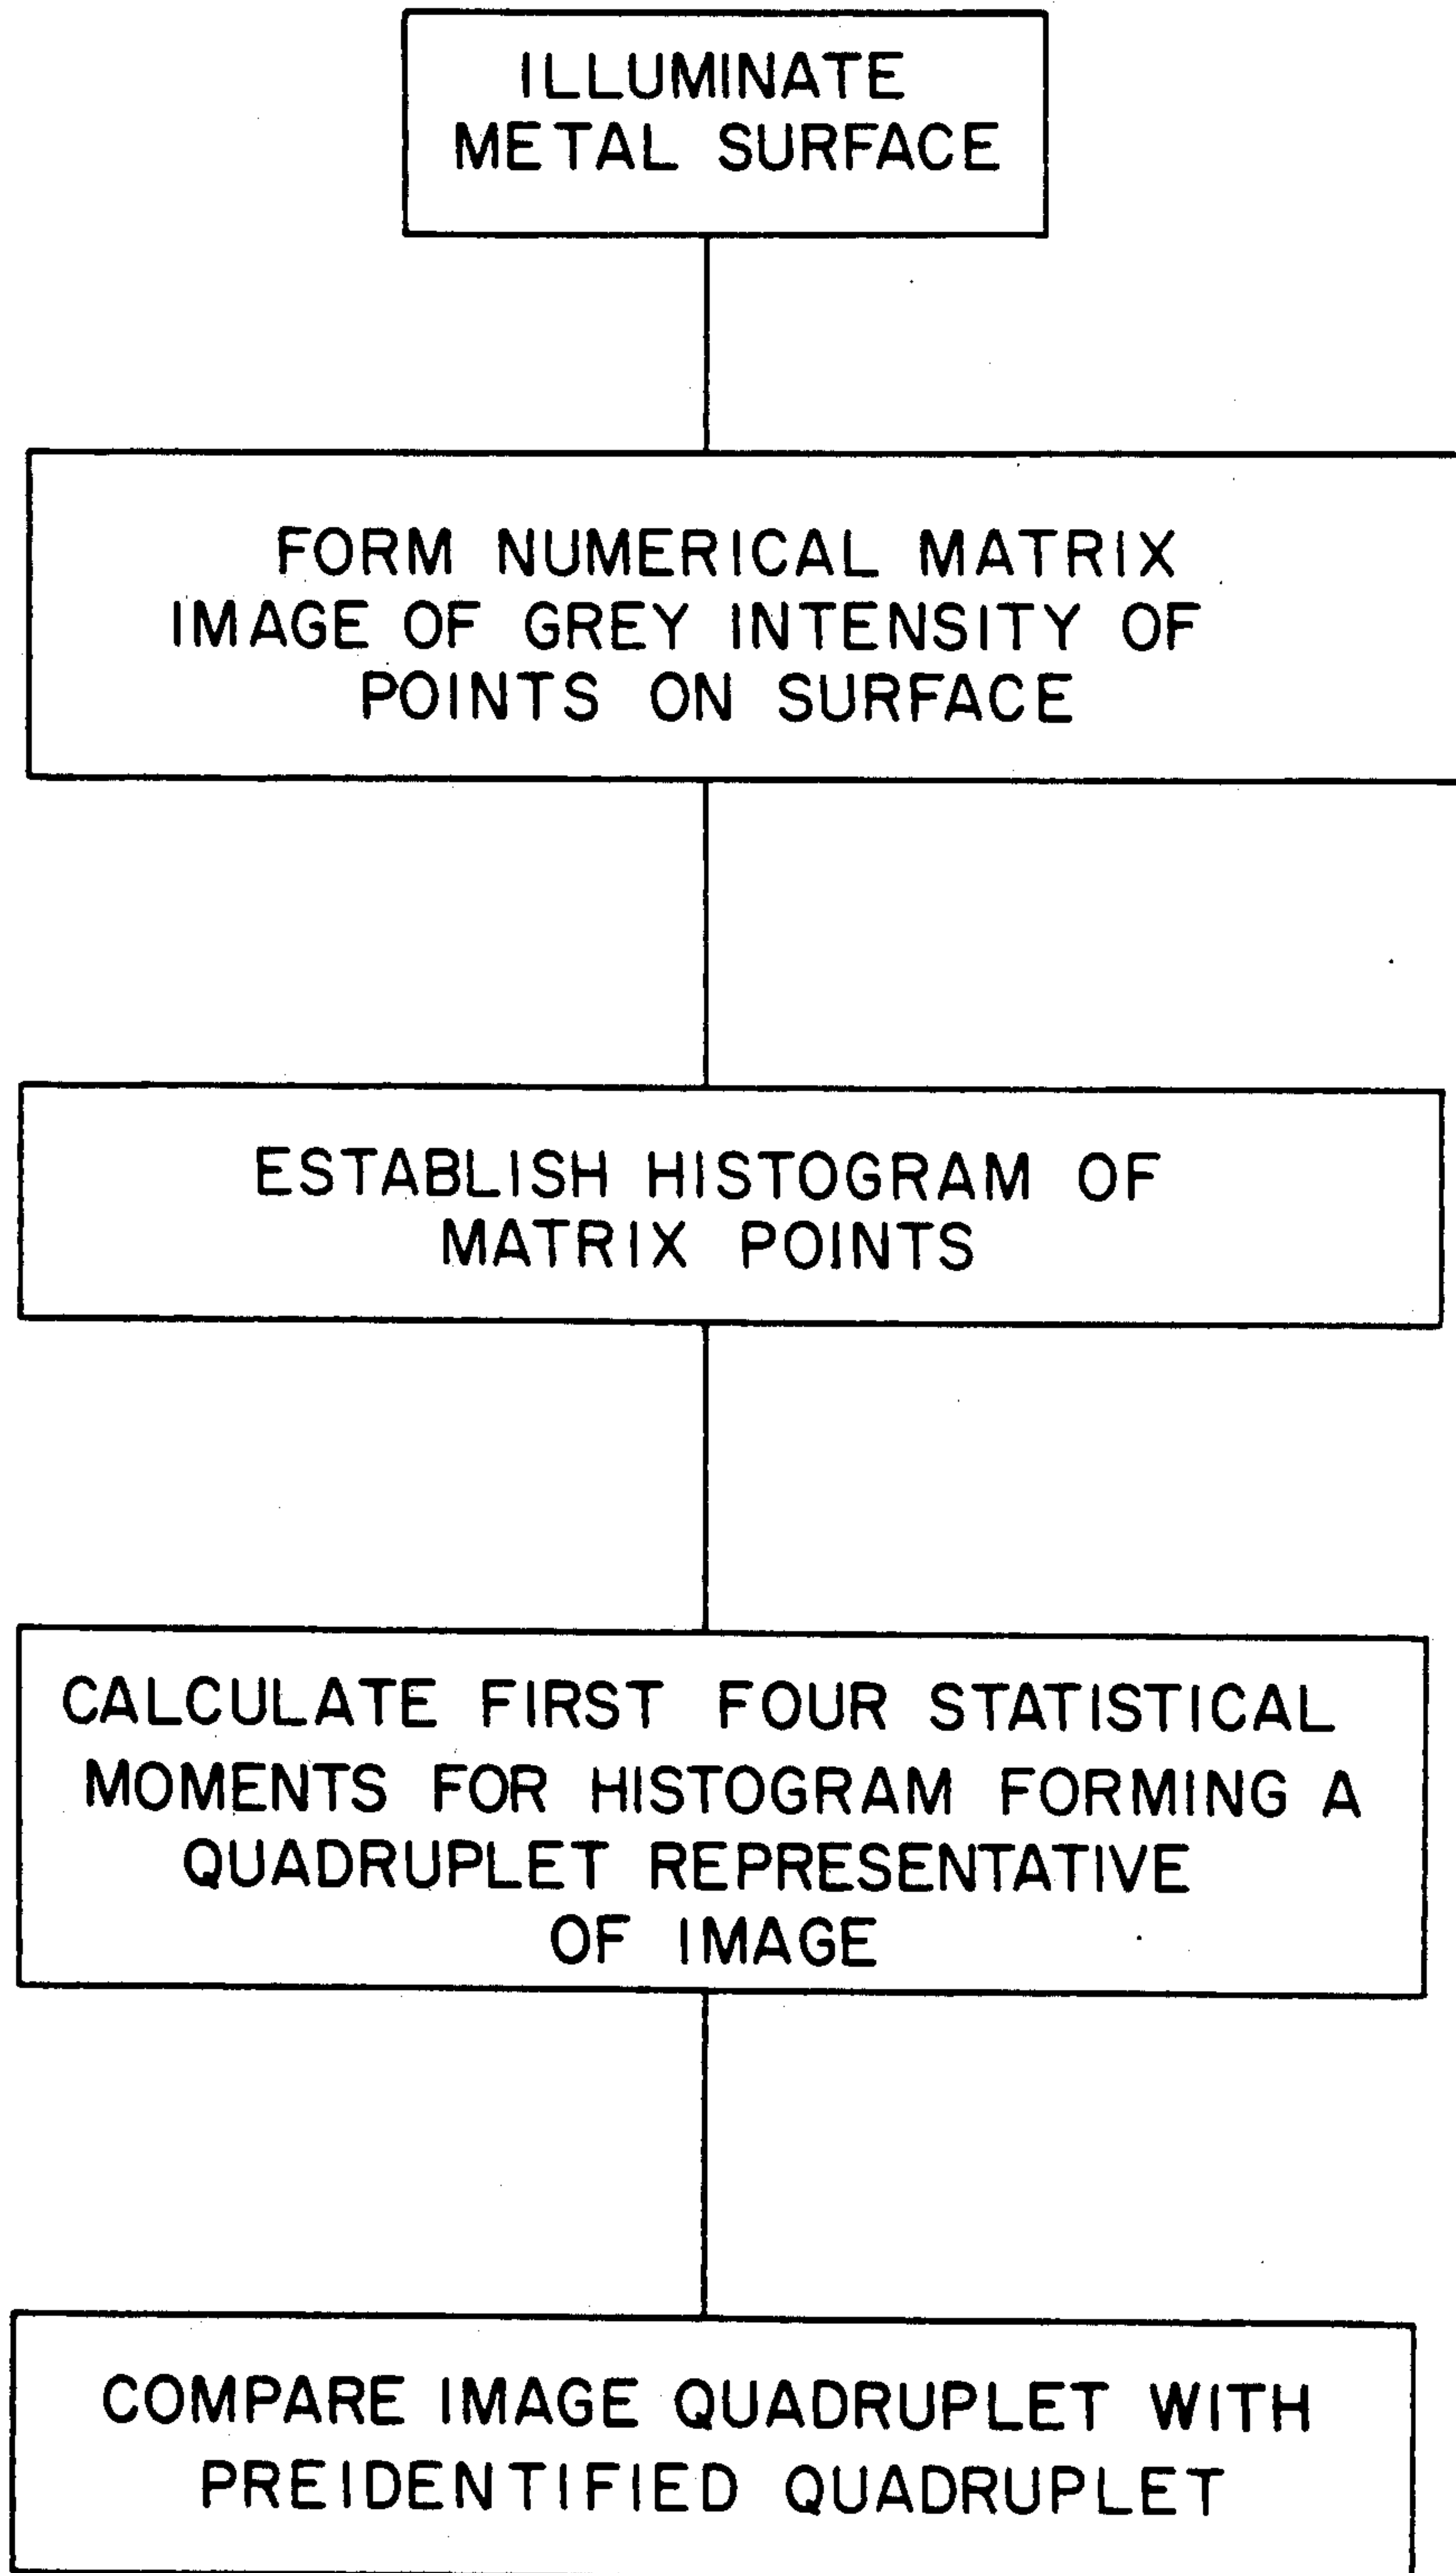 ILLUMINATE
METAL SURFACE
FORM NUMERICAL MATRIX
IMAGE OF GREY INTENSITY OF
POINTS ON SURFACE
ESTABLISH HISTOGRAM OF
MATRIX POINTS
CALCULATE FIRST FOUR STATISTICAL
MOMENTS FOR HISTOGRAM FORMING A
QUADRUPLET REPRESENTATIVE
OF IMAGE
COMPARE IMAGE QUADRUPLET WITH
PREIDENTIFIED QUADRUPLET